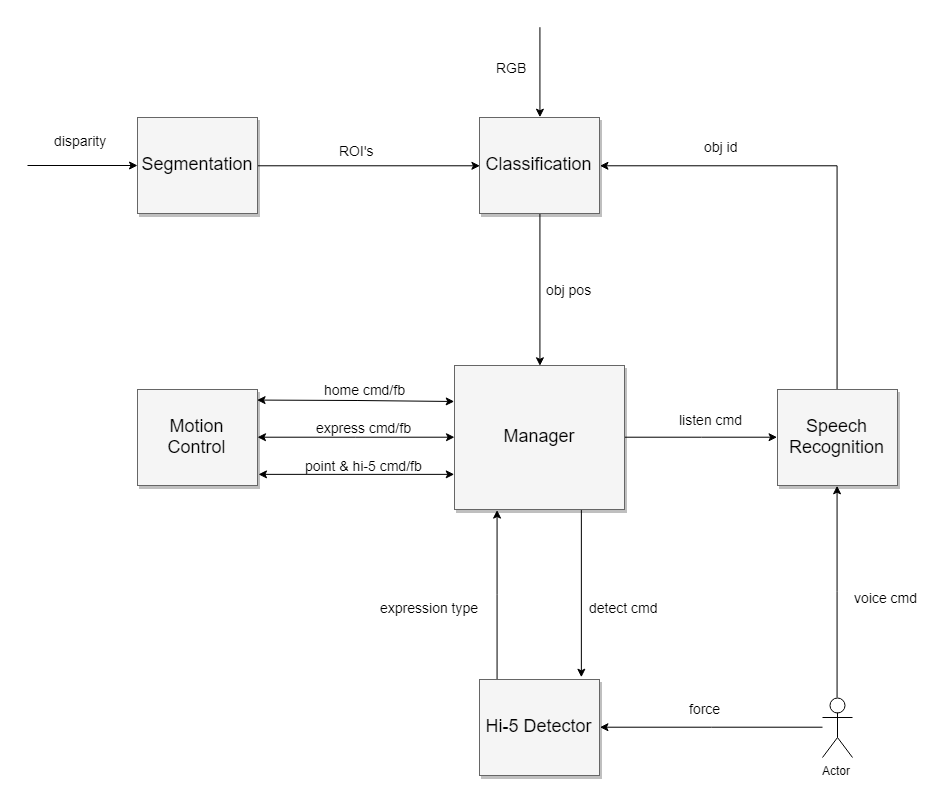 RGB
disparity
Segmentation
ROI's
Classification
obj id
obj pos
home cmd/fb
Motion
Control
express cmd/fb
point & hi-5 cmd/fb
Manager
listen cmd
Speech
Recognition
expression type
detect cmd
voice cmd
Hi-5 Detector
force
Actor